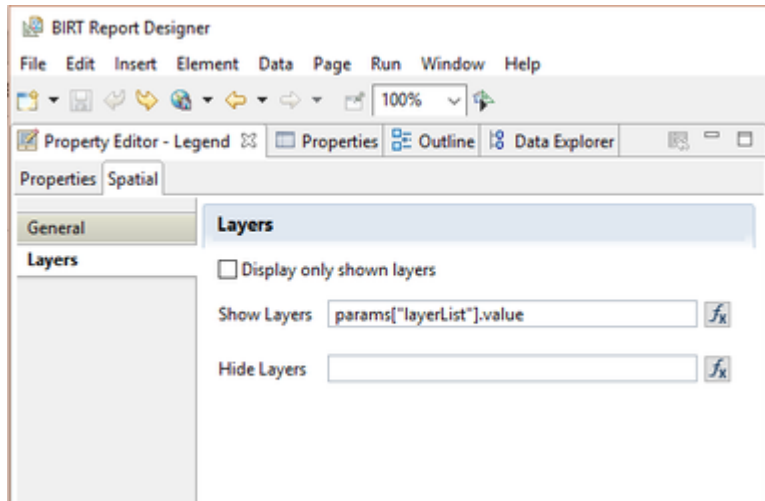 BIRT Report Designer
File Edit Insert Element Data Page Run Window Help
100%
Property Editor - Legend Properties Outline Data Explorer
Properties Spatial
General
Layers
Layers
Display only shown layers
Show Layers params["layerList"].value fx
Hide Layers fx